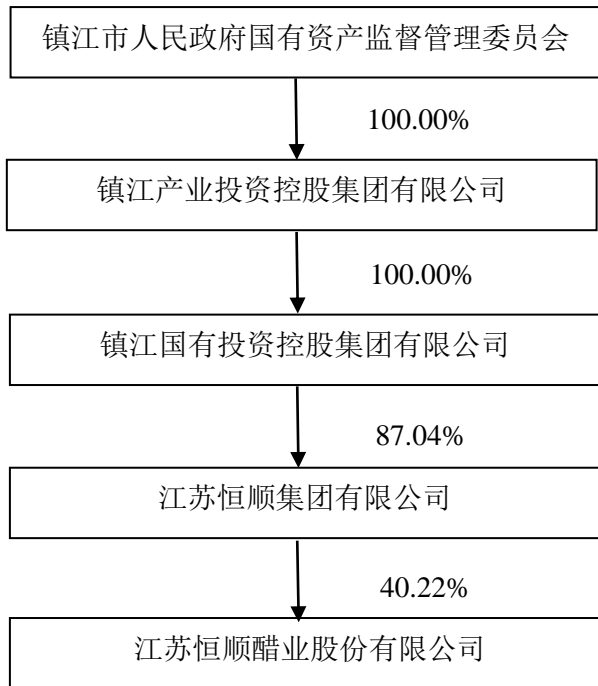 镇江市人民政府国有资产监督管理委员会
100.00%
镇江产业投资控股集团有限公司
100.00%
镇江国有投资控股集团有限公司
87.04%
江苏恒顺集团有限公司
40.22%
江苏恒顺醋业股份有限公司